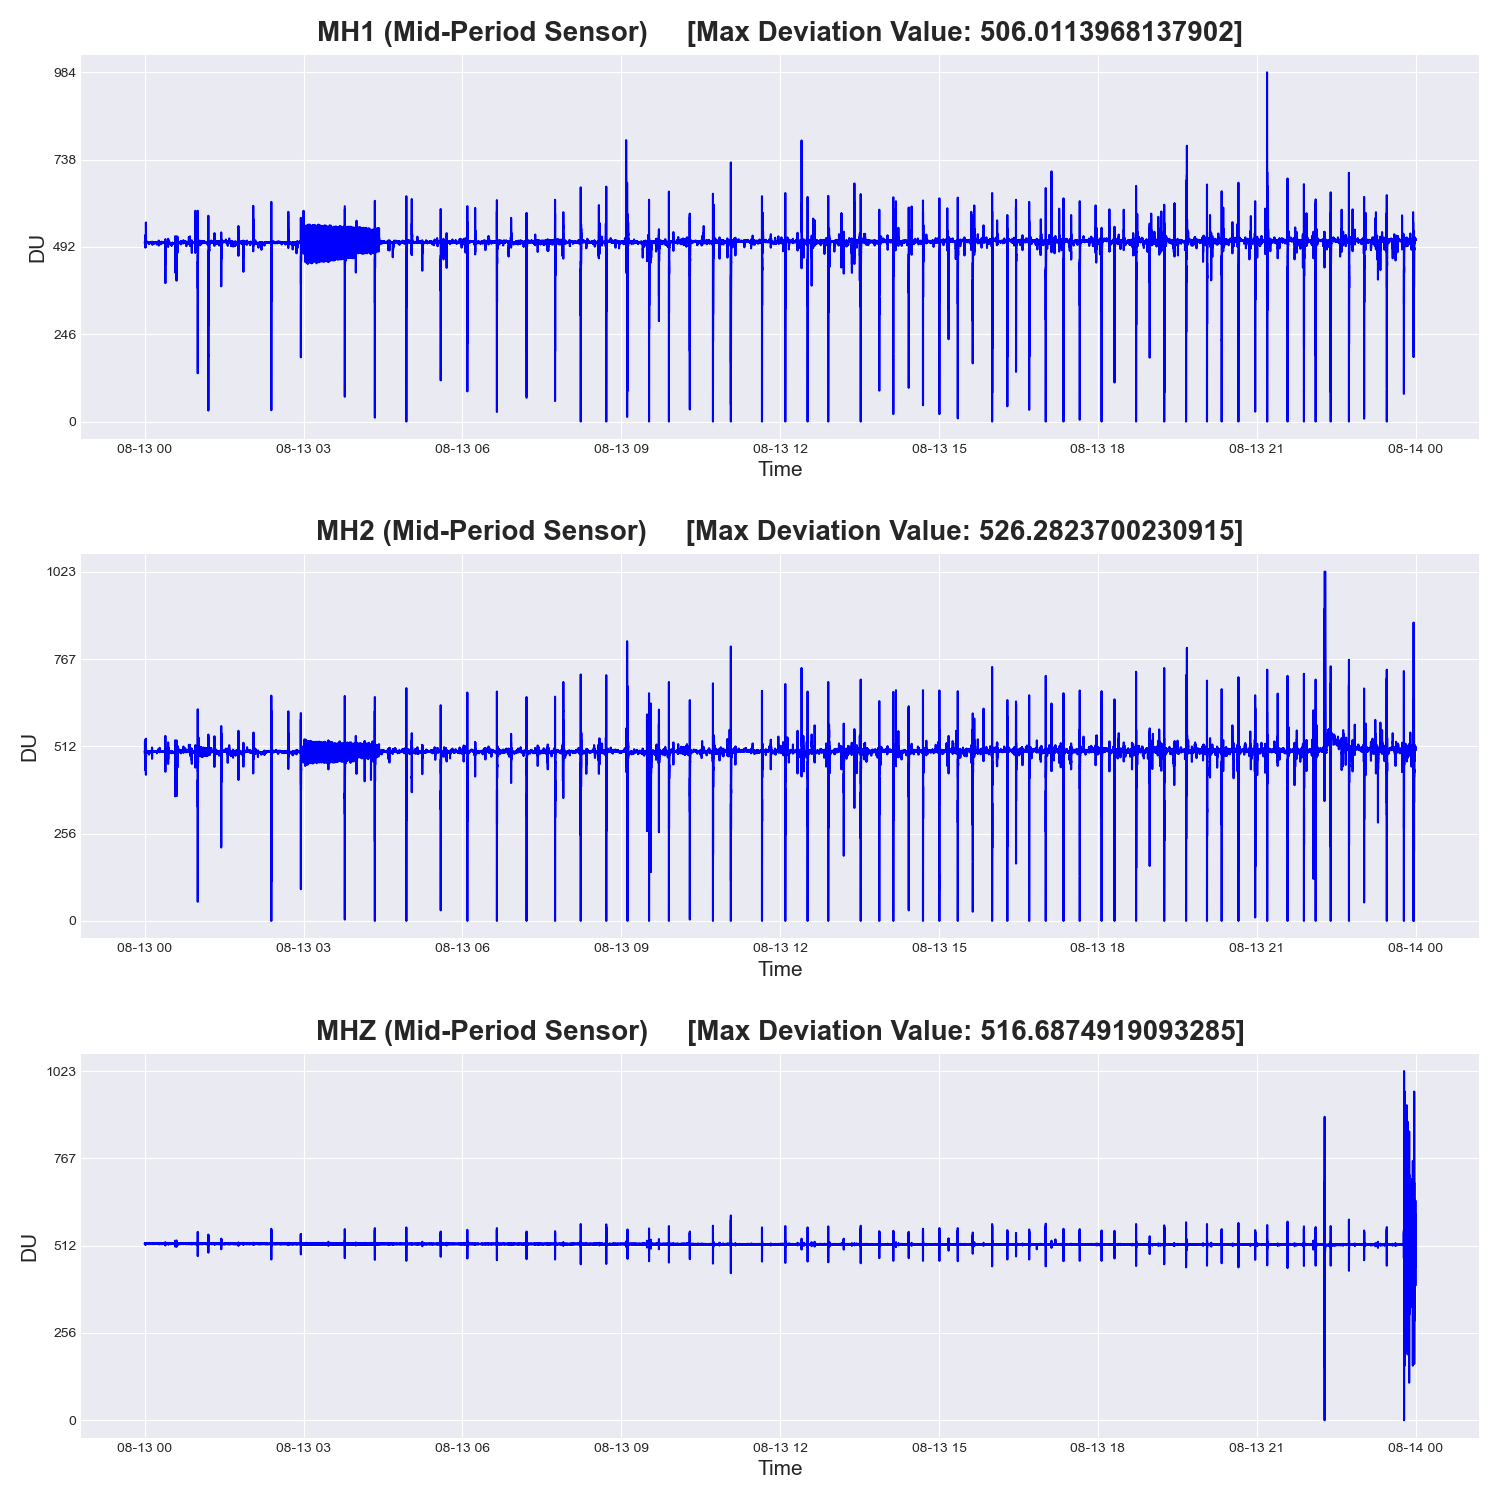 MH1 (Mid-Period Sensor) [Max Deviation Value: 506.0113968137902]
984
738
492
246
0
DU
08-13 00 08-13 03 08-13 06 08-13 09 08-13 12 08-13 15 08-13 18 08-13 21 08-14 00
Time
MH2 (Mid-Period Sensor) [Max Deviation Value: 526.2823700230915]
1023
767
512
256
0
DU
08-13 00 08-13 03 08-13 06 08-13 09 08-13 12 08-13 15 08-13 18 08-13 21 08-14 00
Time
MHZ (Mid-Period Sensor) [Max Deviation Value: 516.6874919093285]
1023
767
512
256
0
DU
08-13 00 08-13 03 08-13 06 08-13 09 08-13 12 08-13 15 08-13 18 08-13 21 08-14 00
Time